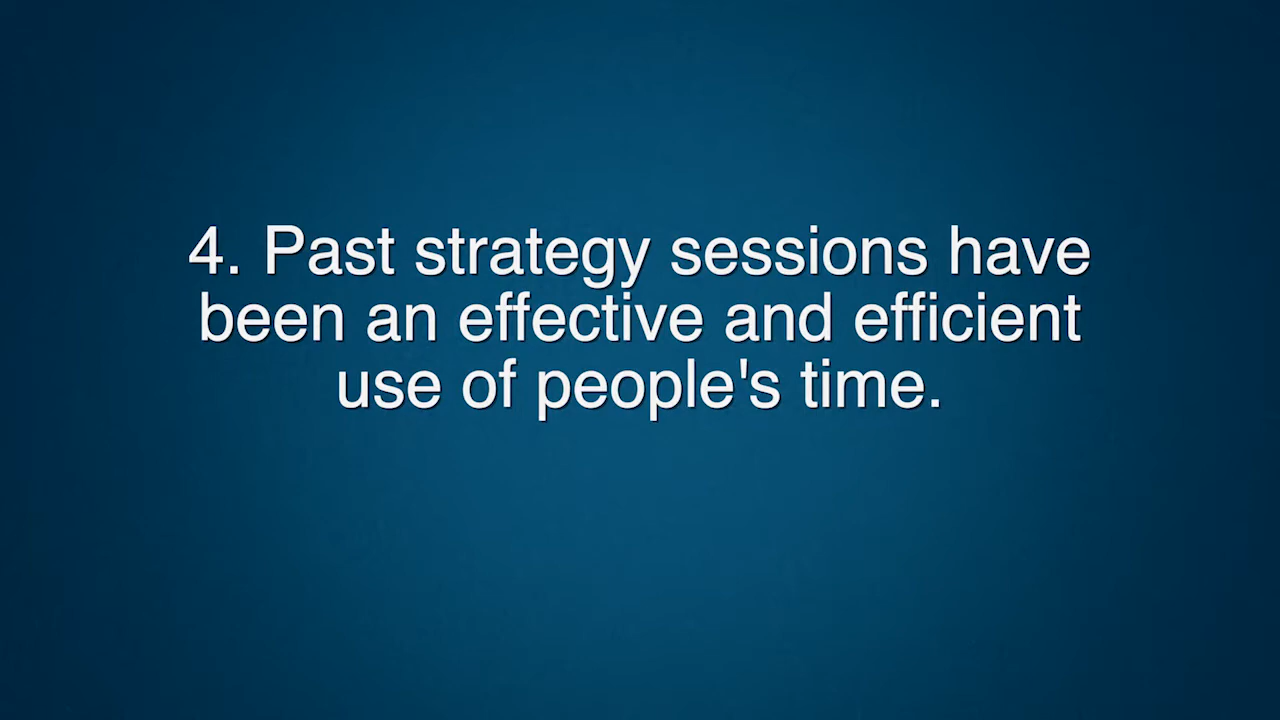 4. Past strategy sessions have
been an effective and efficient
use of people's time.